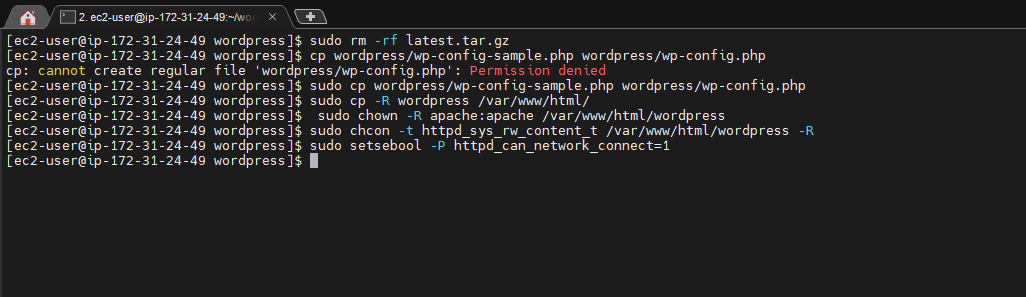 2. ec2-user@ip-172-31-24-49:~/wo
[ec2-user@ip-172-31-24-49 wordpress]$ sudo rm -rf latest.tar.gz
[ec2-user@ip-172-31-24-49 wordpress]$ cp wordpress/wp-config-sample.php wordpress/wp-config.php
cp: cannot create regular file 'wordpress/wp-config.php': Permission denied
[ec2-user@ip-172-31-24-49 wordpress]$ sudo cp wordpress/wp-config-sample.php wordpress/wp-config.php
[ec2-user@ip-172-31-24-49 wordpress]$ sudo cp -R wordpress /var/www/html/
[ec2-user@ip-172-31-24-49 wordpress]$  sudo chown -R apache:apache /var/www/html/wordpress
[ec2-user@ip-172-31-24-49 wordpress]$ sudo chcon -t httpd_sys_rw_content_t /var/www/html/wordpress -R
[ec2-user@ip-172-31-24-49 wordpress]$ sudo setsebool -P httpd_can_network_connect=1
[ec2-user@ip-172-31-24-49 wordpress]$